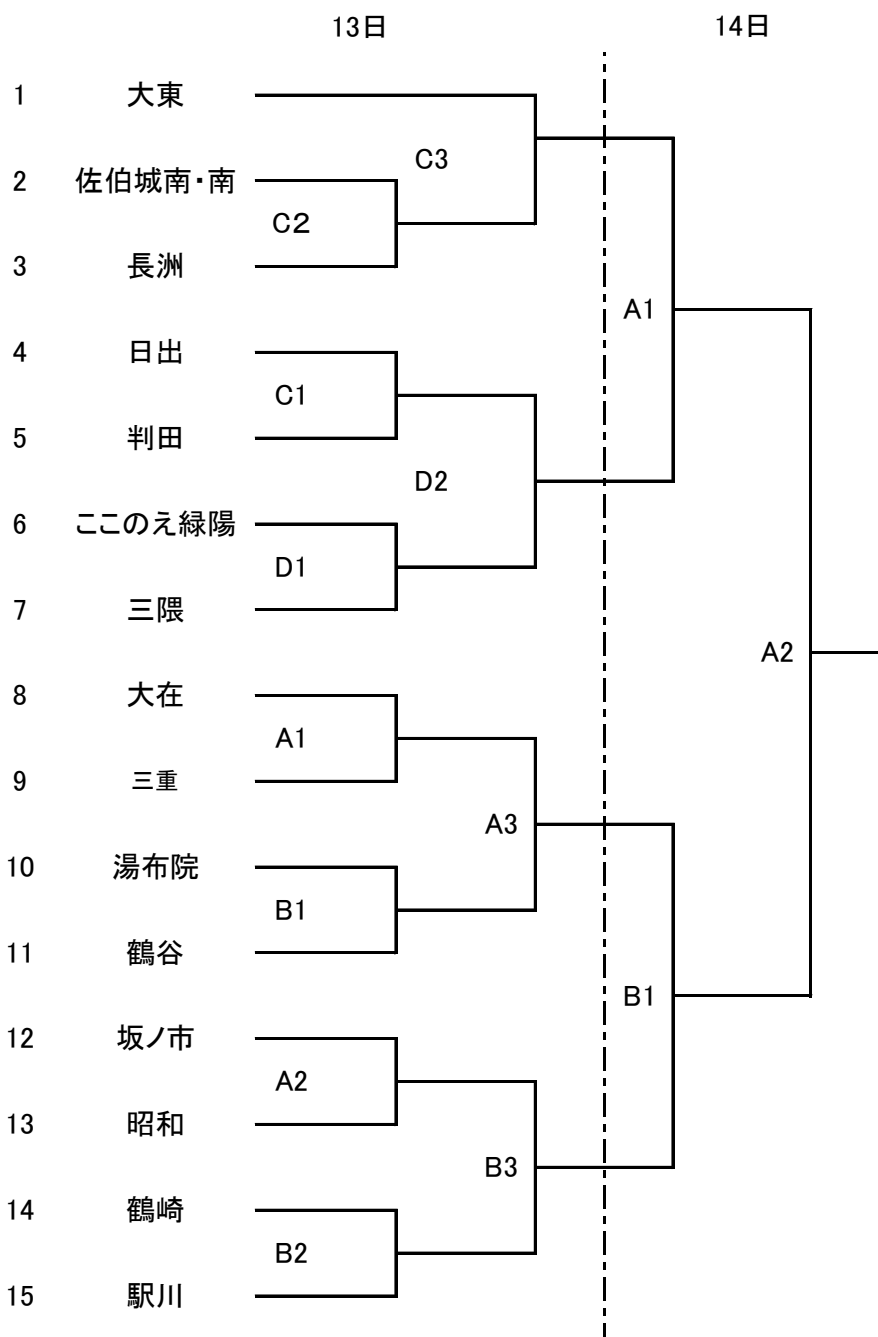 13日 14日
1 大東
C3
2 佐伯城南・南
C2
3 長洲
A1
4 日出
C1
5 判田
D2
6 ここのえ緑陽
D1
7 三隈
A2
8 大在
A1
9 三重
A3
10 湯布院
B1
11 鶴谷
B1
12 坂ノ市
A2
13 昭和
B3
14 鶴崎
B2
15 駅川